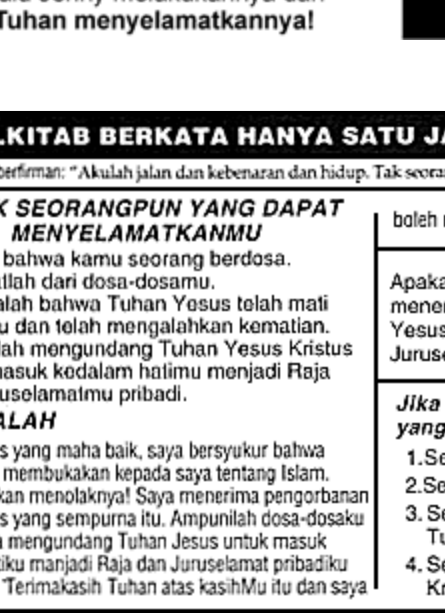 Tuhan menyelamatkannya!
.KITAB BERKATA HANYA SATU JA
berfirman: "Akulah jalan dan kebenaran dan hidup. Tak seora
K SEORANGPUN YANG DAPAT
MENYELAMATKANMU
bahwa kamu seorang berdosa.
llah dari dosa-dosamu.
alah bahwa Tuhan Yesus telah mati
u dan telah mengalahkan kematian.
lah mengundang Tuhan Yesus Kristus
masuk kedalam hatimu menjadi Raja
uselamatmu pribadi.
ALAH
s yang maha baik, saya bersyukur bahwa
membukakan kepada saya tentang Islam.
kan menolaknya! Saya menerima pengorbanan
s yang sempurna itu. Ampunilah dosa-dosaku
mengundang Tuhan Jesus untuk masuk
iku manjadi Raja dan Juruselamat pribadiku
Terimakasih Tuhan atas kasihMu itu dan saya
boleh
Apaka
mener
Yesus
Jurus
Jika
yang
1.Se
2.Se
3. Se
Tu
4. Se
Kr